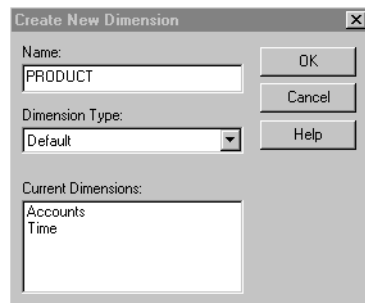 Create New Dimension
Name:
PRODUCT
OK
Cancel
Dimension Type:
Default
Help
Current Dimensions:
Accounts
Time